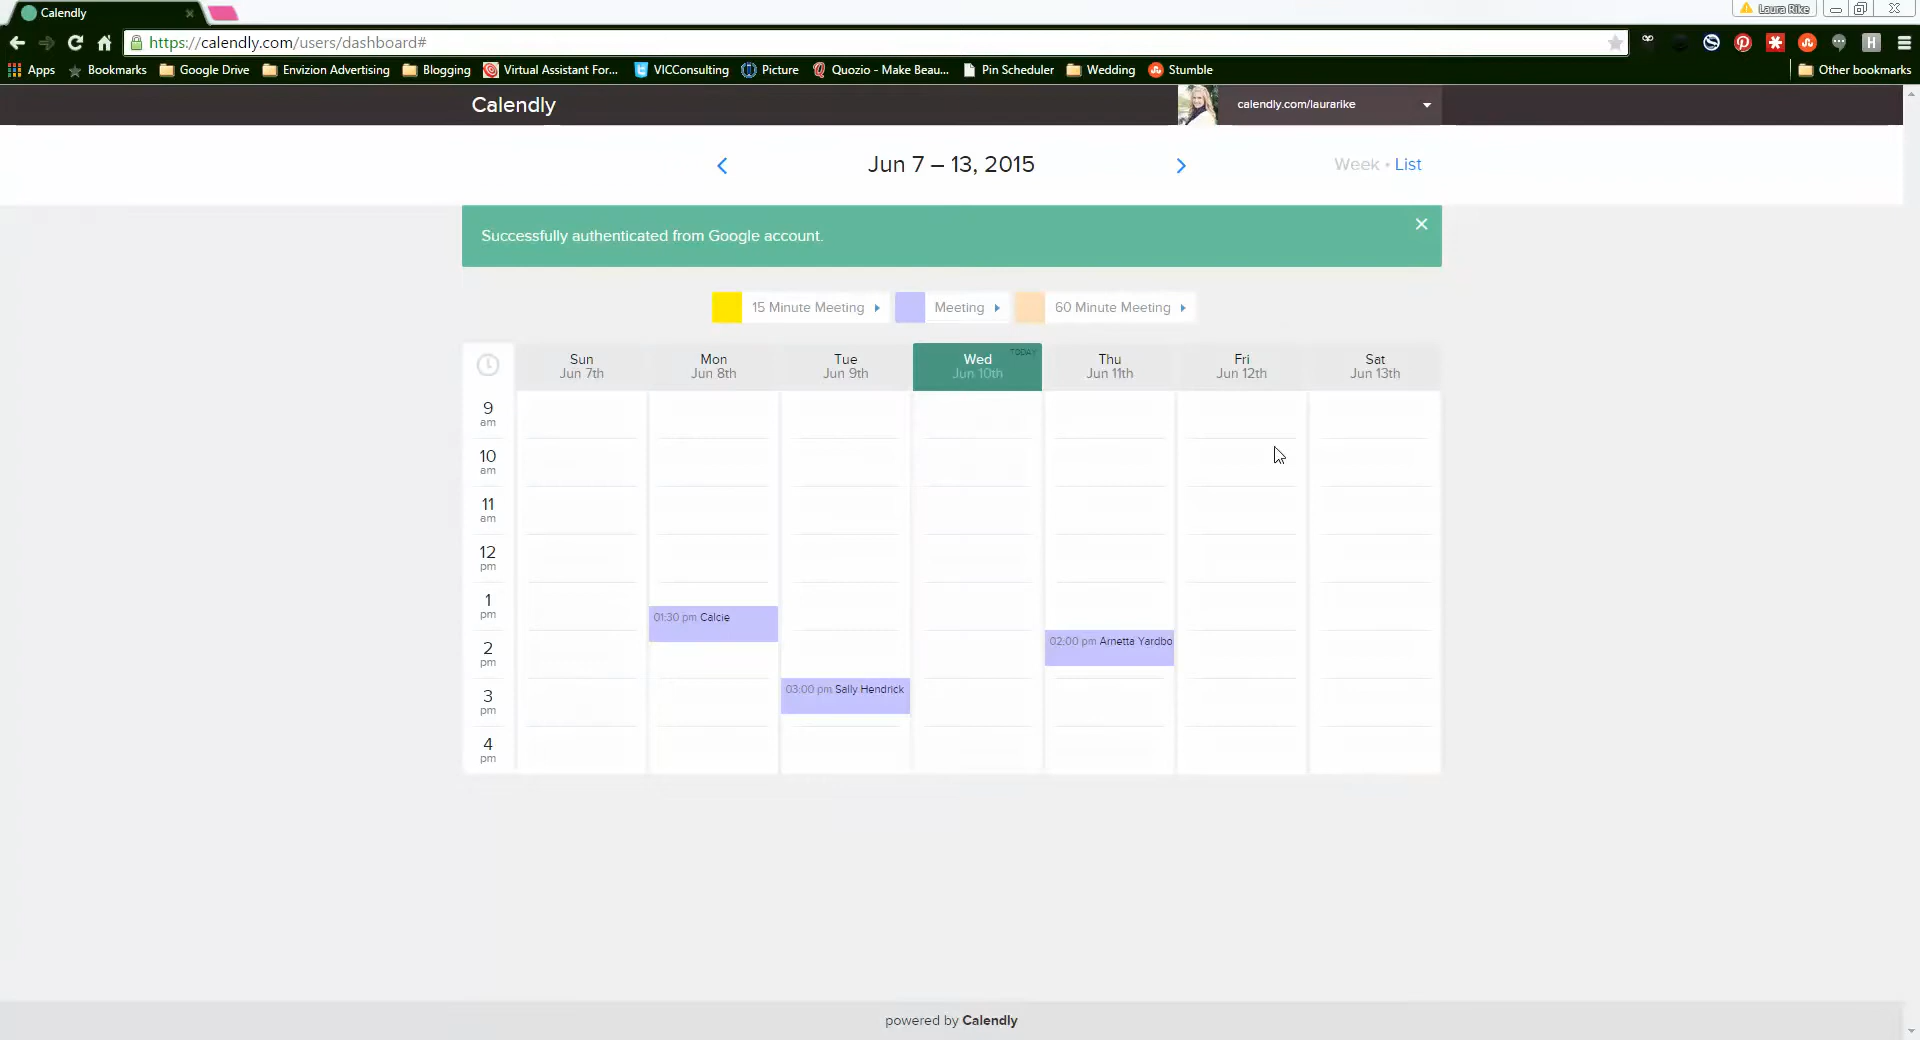 Calendly
Laura Rike
https://calendly.com/users/dashboard#
Apps Bookmarks Google Drive Envizion Advertising Blogging Virtual Assistant For... VICConsulting Picture Quozio - Make Beau... Pin Scheduler Wedding Stumble Other bookmarks
Calendly
calendly.com/laurarike
Jun 7 – 13, 2015
Week • List
Successfully authenticated from Google account.
15 Minute Meeting Meeting 60 Minute Meeting
TODAY
Sun Mon Tue Wed Thu Fri Sat
Jun 7th Jun 8th Jun 9th Jun 10th Jun 11th Jun 12th Jun 13th
9
am
10
am
11
am
12
pm
1
pm
01:30 pm Calcie
2
pm
02:00 pm Arnetta Yardbo
3
pm
03:00 pm Sally Hendrick
4
pm
powered by Calendly